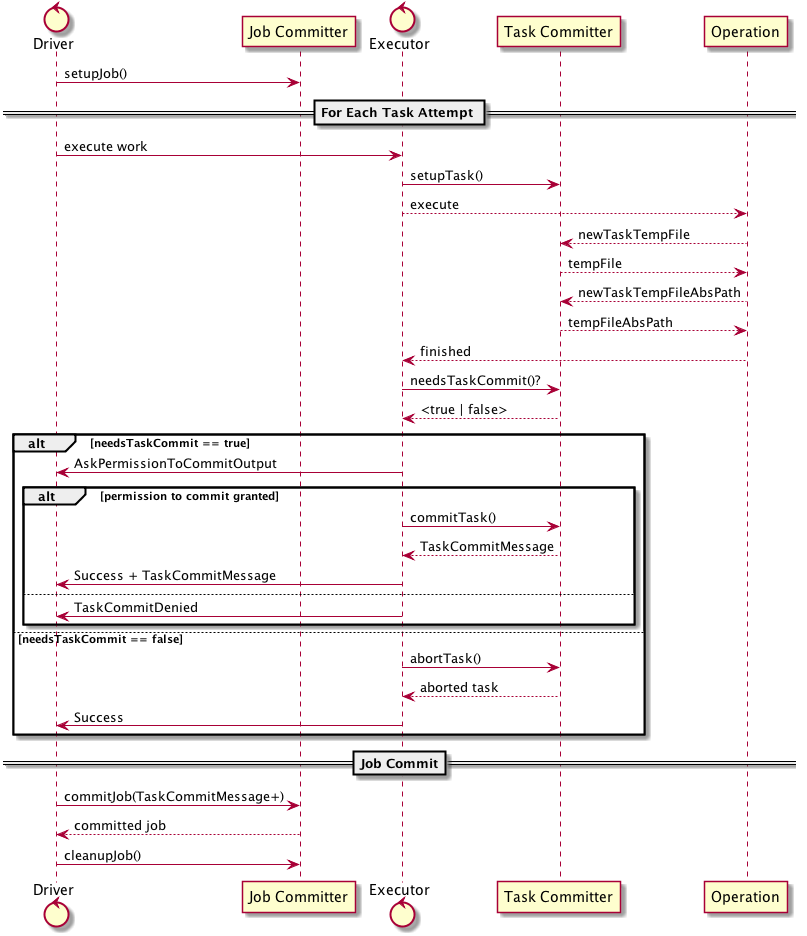 Driver
Job Committer
Executor
Task Committer
Operation
setupJob()
For Each Task Attempt
execute work
setupTask()
execute
newTaskTempFile
tempFile
newTaskTempFileAbsPath
tempFileAbsPath
finished
needsTaskCommit()?
<true | false>
alt [needsTaskCommit == true]
AskPermissionToCommitOutput
alt [permission to commit granted]
commitTask()
TaskCommitMessage
Success + TaskCommitMessage
TaskCommitDenied
[needsTaskCommit == false]
abortTask()
aborted task
Success
Job Commit
commitJob(TaskCommitMessage+)
committed job
cleanupJob()
Driver
Job Committer
Executor
Task Committer
Operation